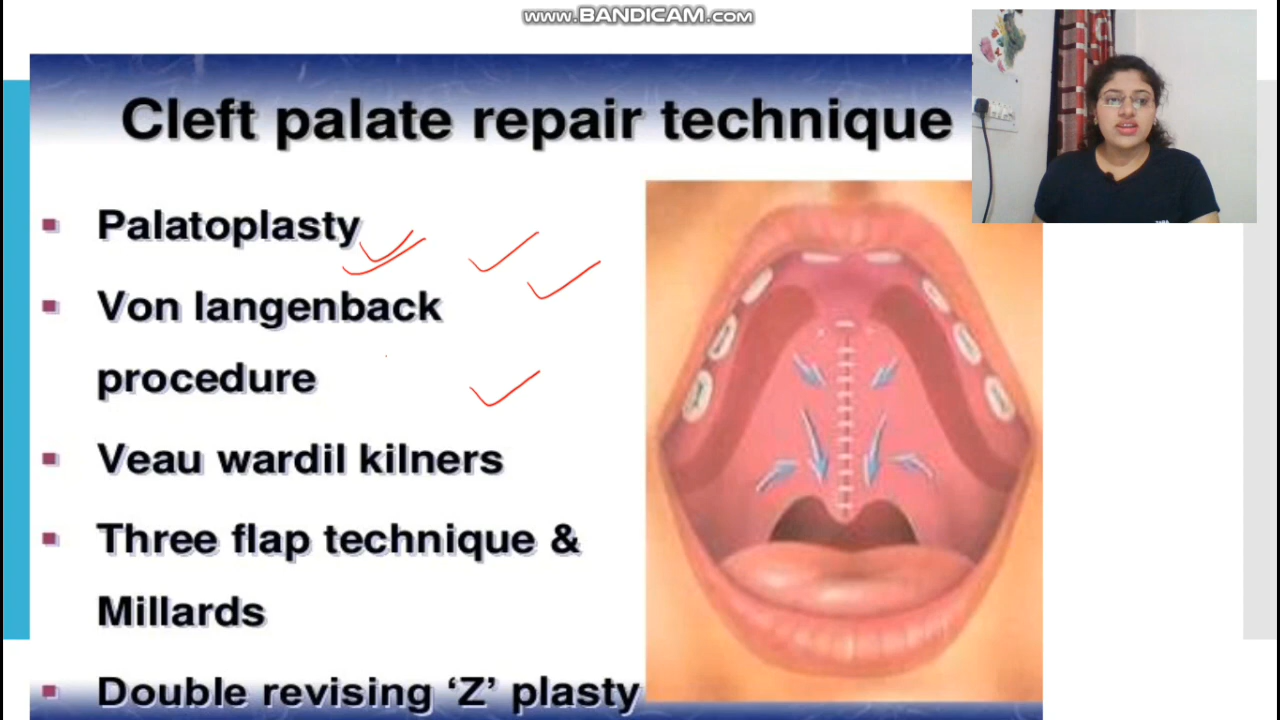 WWW.BANDICAM.COM
Cleft palate repair technique
Palatoplasty
Von langenback
procedure
Veau wardil kilners
Three flap technique &
Millards
Double revising ‘Z’ plasty